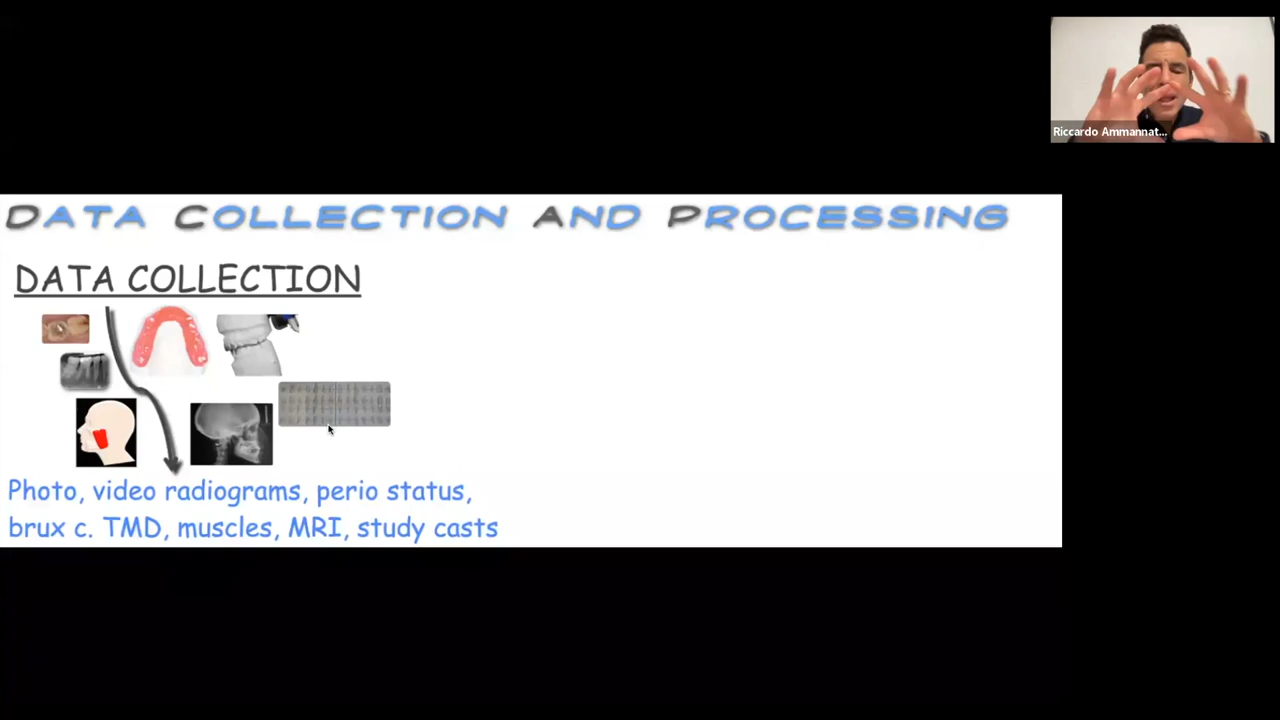 Riccardo Ammannat...
DATA COLLECTION AND PROCESSING
DATA COLLECTION
Photo, video radiograms, perio status,
brux c. TMD, muscles, MRI, study casts